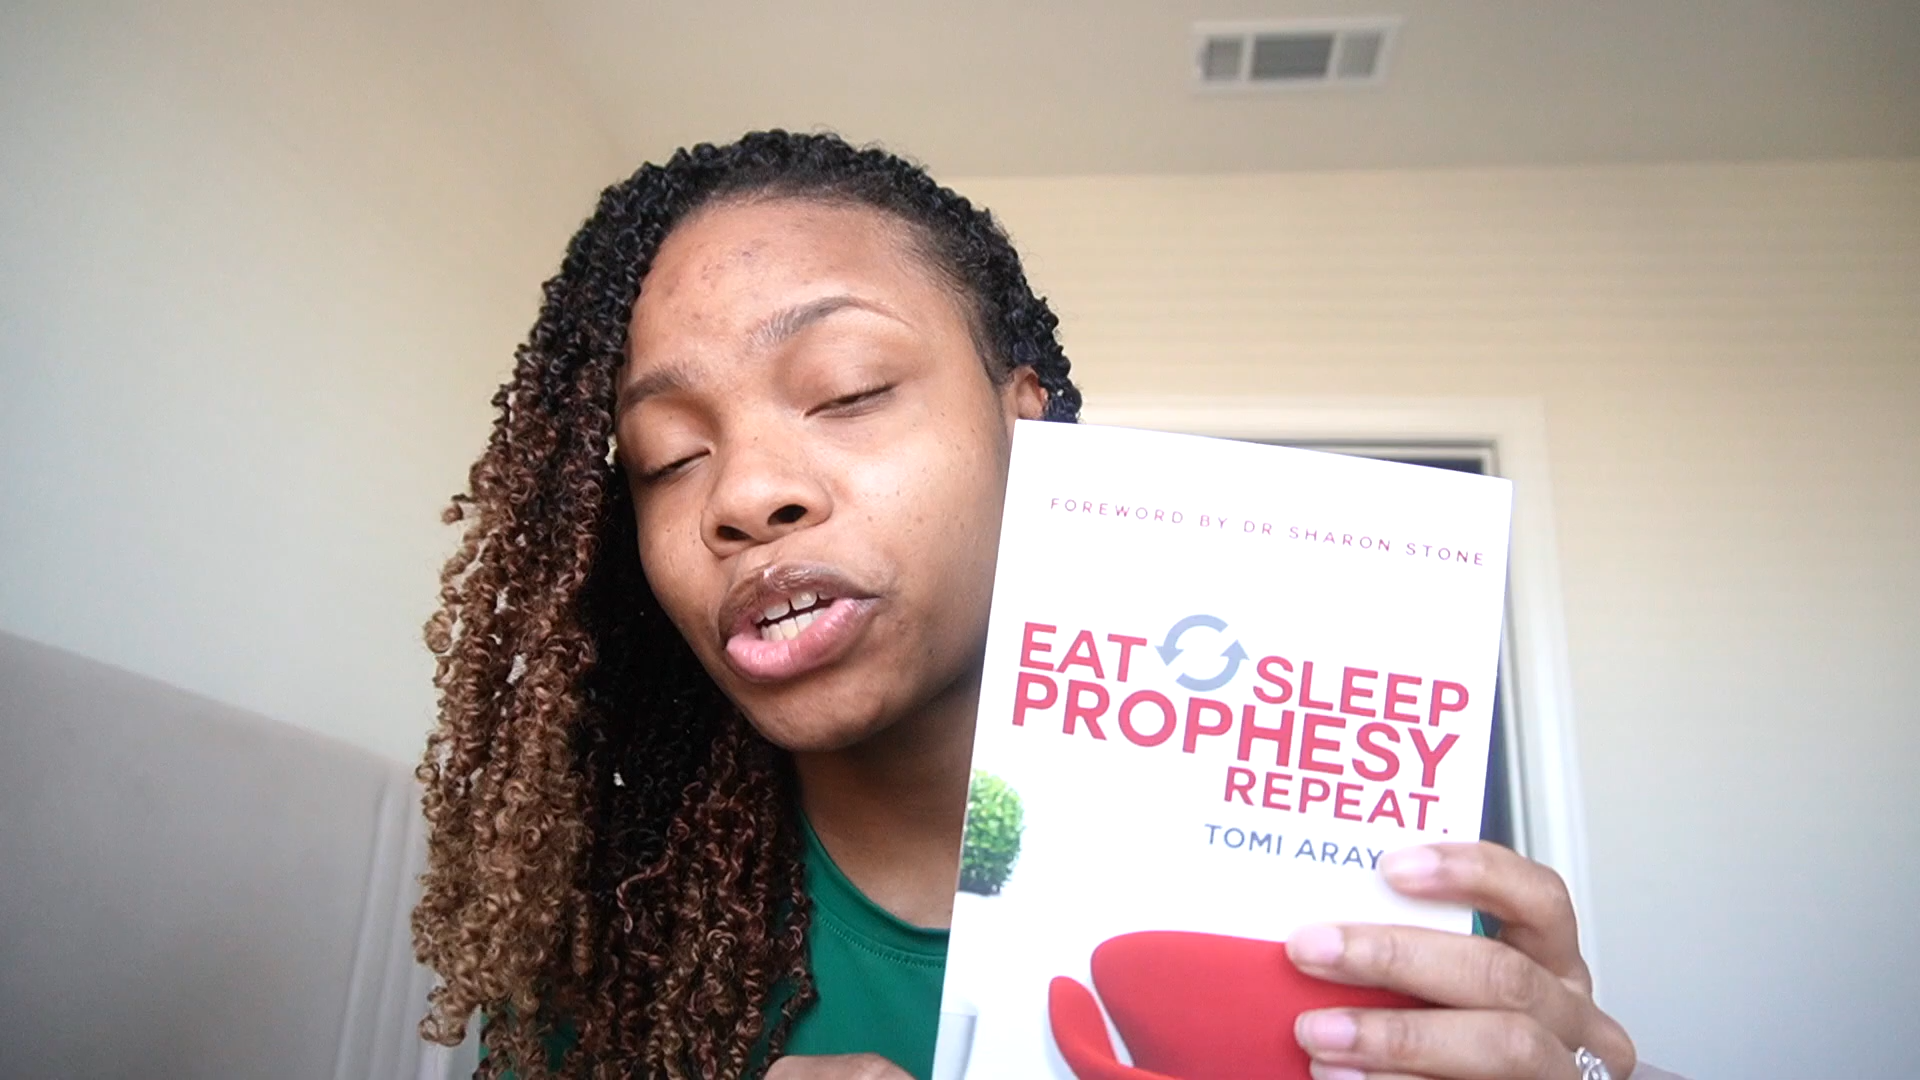 FOREWORD BY DR SHARON STONE
EAT SLEEP
PROPHESY
REPEAT.
TOMI